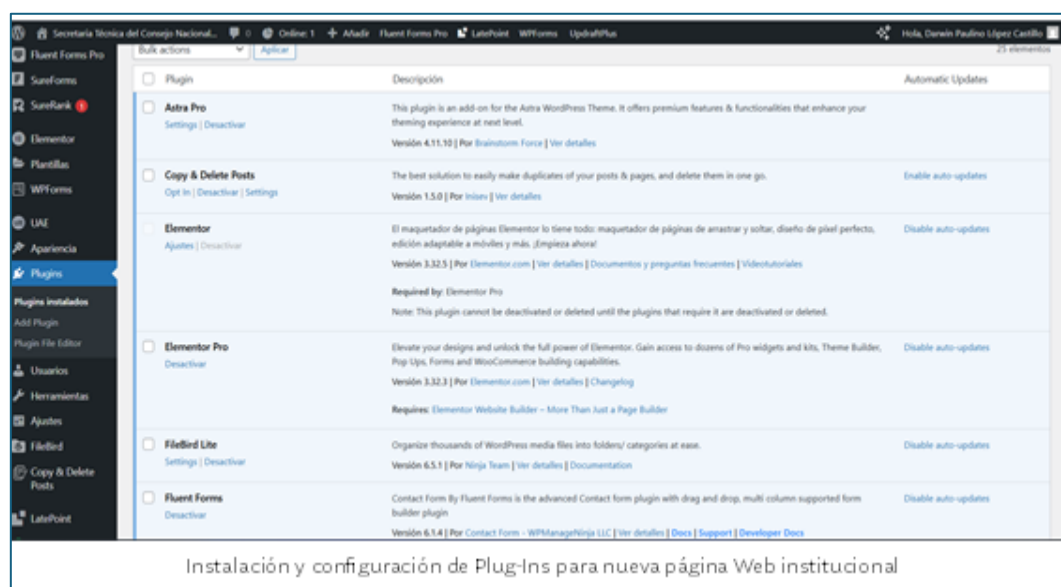 Secretaría Técnica del Consejo Nacional... 0 Online: 1 + Añadir Fluent Forms Pro LatePoint WPForms UpdraftPlus Hola, Darwin Paulino López Castillo
Fluent Forms Pro
SureForms
SureRank 1
Elementor
Plantillas
WPForms
UAE
Apariencia
Plugins
Plugins instalados
Add Plugin
Plugin File Editor
Usuarios
Herramientas
Ajustes
FileBird
Copy & Delete
Posts
LatePoint
Bulk actions Aplicar 25 elementos
Plugin Descripción Automatic Updates
Astra Pro
Settings | Desactivar
This plugin is an add-on for the Astra WordPress Theme. It offers premium features & functionalities that enhance your
theming experience at next level.
Versión 4.11.10 | Por Brainstorm Force | Ver detalles
Copy & Delete Posts
Opt In | Desactivar | Settings
The best solution to easily make duplicates of your posts & pages, and delete them in one go.
Versión 1.5.0 | Por Inisev | Ver detalles
Enable auto-updates
Elementor
Ajustes | Desactivar
El maquetador de páginas Elementor lo tiene todo: maquetador de páginas de arrastrar y soltar, diseño de píxel perfecto,
edición adaptable a móviles y más. ¡Empieza ahora!
Versión 3.32.5 | Por Elementor.com | Ver detalles | Documentos y preguntas frecuentes | Videotutoriales
Required by: Elementor Pro
Note: This plugin cannot be deactivated or deleted until the plugins that require it are deactivated or deleted.
Disable auto-updates
Elementor Pro
Desactivar
Elevate your designs and unlock the full power of Elementor. Gain access to dozens of Pro widgets and kits, Theme Builder,
Pop Ups, Forms and WooCommerce building capabilities.
Versión 3.32.3 | Por Elementor.com | Ver detalles | Changelog
Requires: Elementor Website Builder – More Than Just a Page Builder
Disable auto-updates
FileBird Lite
Settings | Desactivar
Organize thousands of WordPress media files into folders/ categories at ease.
Versión 6.5.1 | Por Ninja Team | Ver detalles | Documentation
Disable auto-updates
Fluent Forms
Desactivar
Contact Form By Fluent Forms is the advanced Contact form plugin with drag and drop, multi column supported form
builder plugin
Versión 6.1.4 | Por Contact Form - WPManageNinja LLC | Ver detalles | Docs | Support | Developer Docs
Disable auto-updates
Instalación y configuración de Plug-Ins para nueva página Web institucional